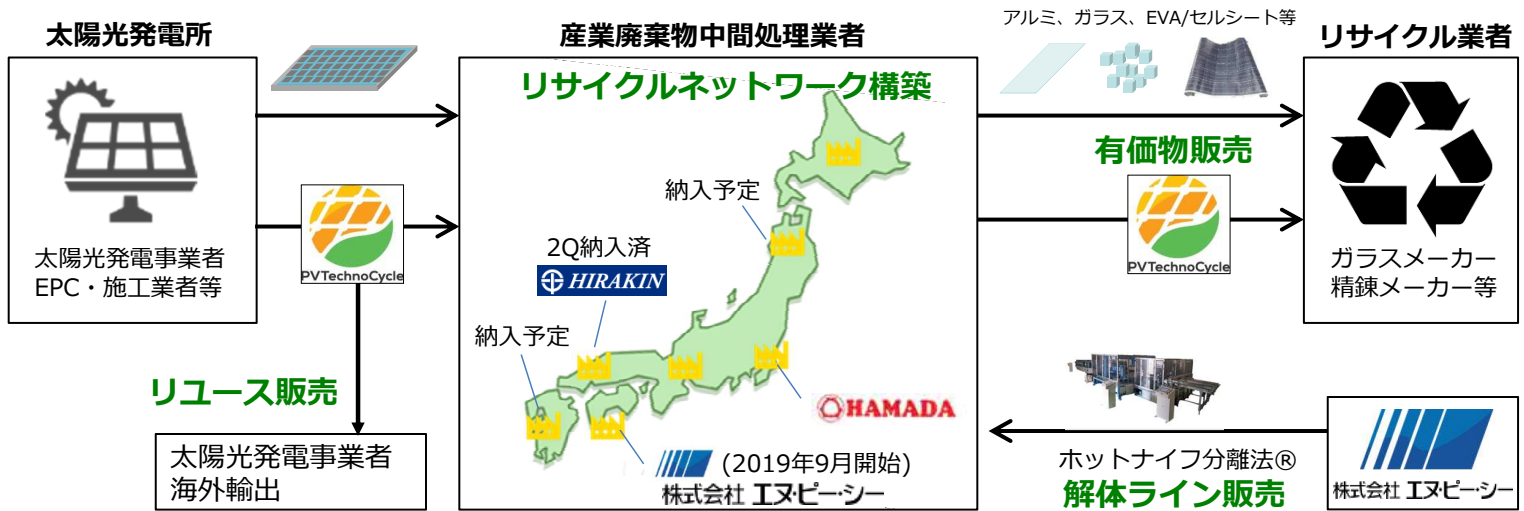 太陽光発電所
太陽光発電事業者
EPC・施工業者等
PVTechnoCycle
リユース販売
太陽光発電事業者
海外輸出
産業廃棄物中間処理業者
リサイクルネットワーク構築
納入予定
2Q納入済
HIRAKIN
納入予定
HAMADA
(2019年9月開始)
株式会社 エヌ・ピー・シー
アルミ、ガラス、EVA/セルシート等
有価物販売
PVTechnoCycle
リサイクル業者
ガラスメーカー
精錬メーカー等
ホットナイフ分離法®
解体ライン販売
株式会社 エヌ・ピー・シー